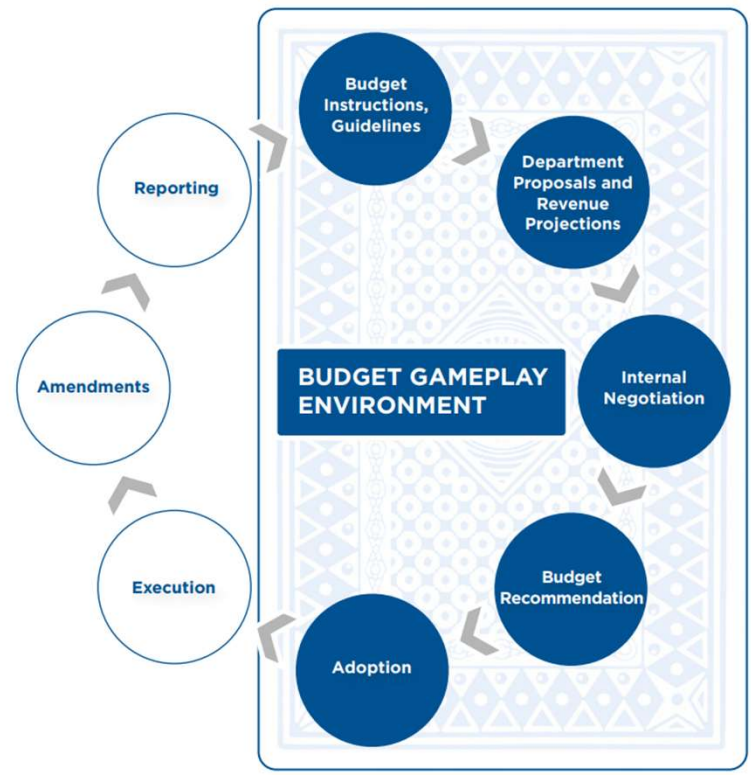 Budget
Instructions,
Guidelines
Department
Proposals and
Revenue
Projections
Internal
Negotiation
Budget
Recommendation
Adoption
Execution
Amendments
Reporting
BUDGET GAMEPLAY
ENVIRONMENT